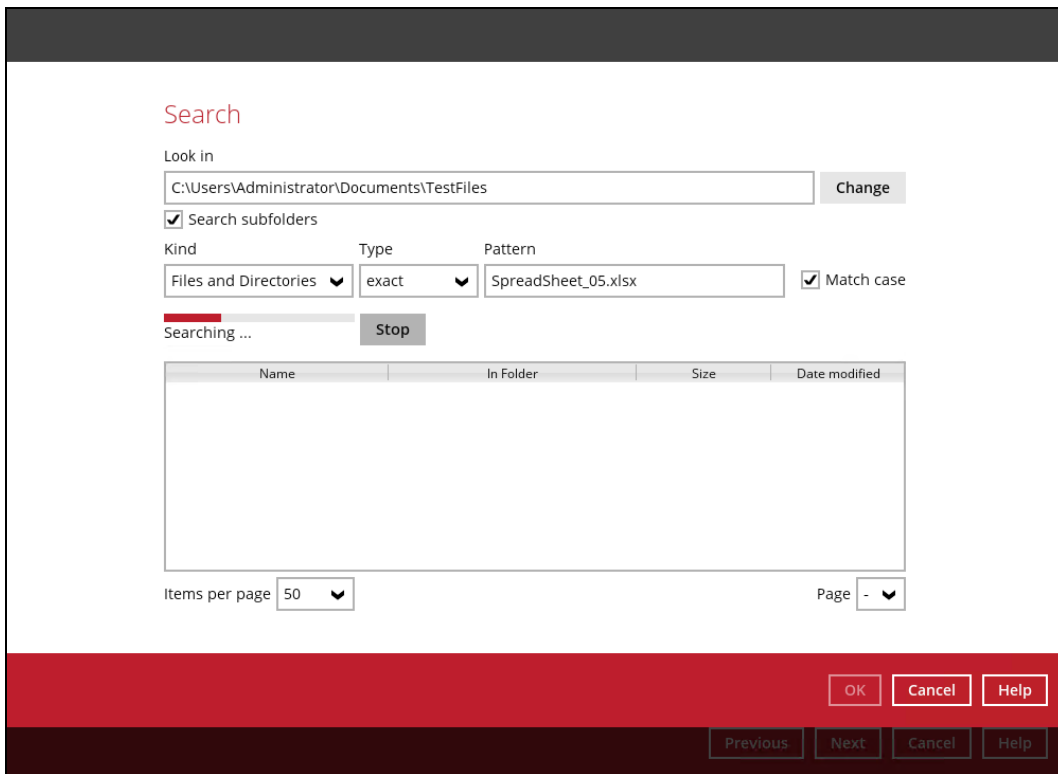 Search
Look in
C:\Users\Administrator\Documents\TestFiles Change
Search subfolders
Kind Type Pattern
Files and Directories exact SpreadSheet_05.xlsx Match case
Searching ... Stop
Name In Folder Size Date modified
Items per page 50 Page -
OK Cancel Help
Previous Next Cancel Help